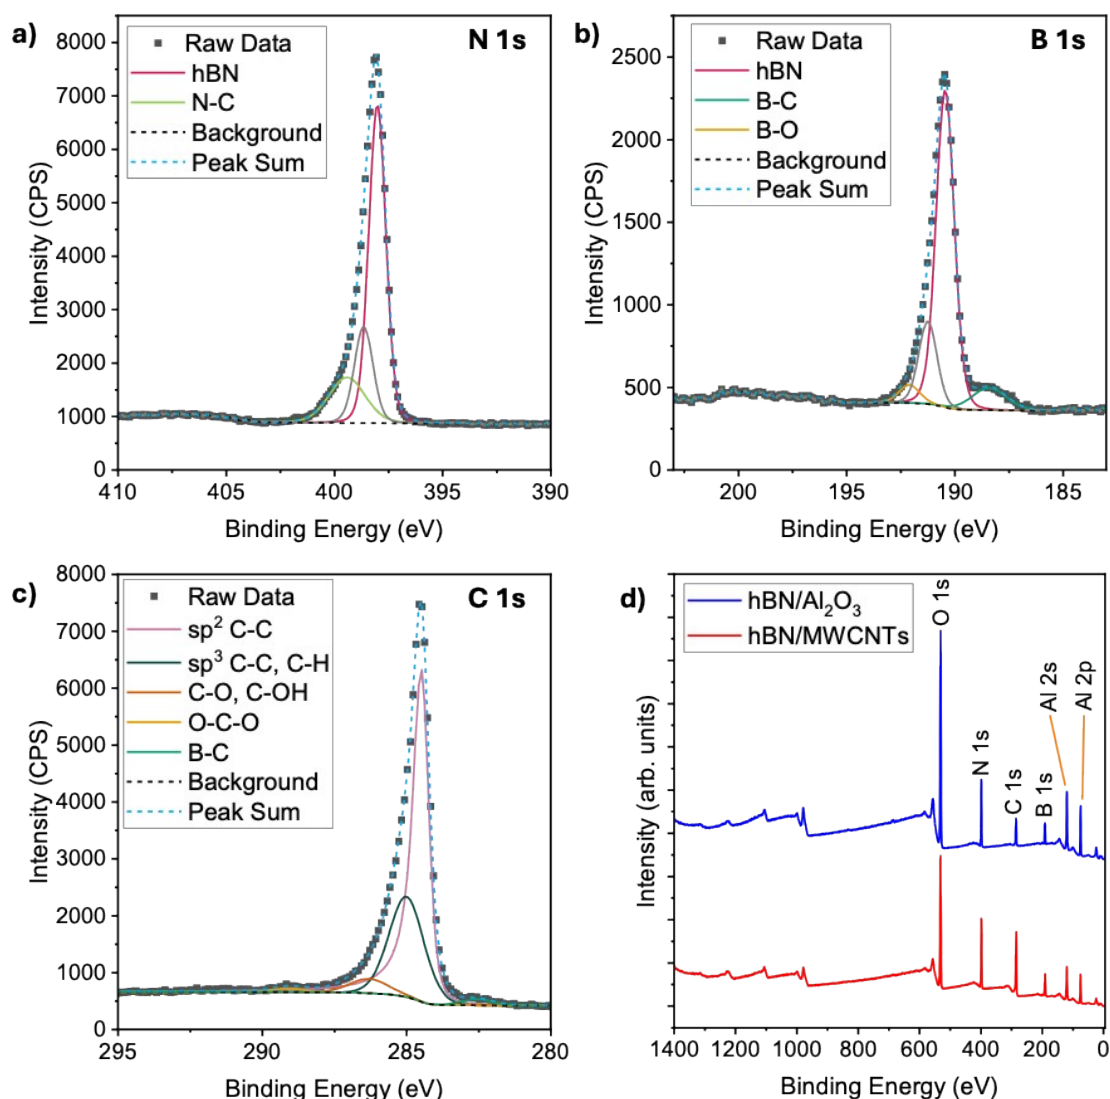 a)
N 1s
Raw Data
hBN
N-C
Background
Peak Sum
8000
7000
6000
5000
4000
3000
2000
1000
0
Intensity (CPS)
410
405
400
395
390
Binding Energy (eV)
b)
B 1s
Raw Data
hBN
B-C
B-O
Background
Peak Sum
2500
2000
1500
1000
500
0
Intensity (CPS)
200
195
190
185
Binding Energy (eV)
c)
C 1s
Raw Data
sp² C-C
sp³ C-C, C-H
C-O, C-OH
O-C-O
B-C
Background
Peak Sum
8000
7000
6000
5000
4000
3000
2000
1000
0
Intensity (CPS)
295
290
285
280
Binding Energy (eV)
d)
hBN/Al₂O₃
hBN/MWCNTs
O 1s
N 1s
C 1s
B 1s
Al 2s
Al 2p
Intensity (arb. units)
1400 1200 1000 800 600 400 200 0
Binding Energy (eV)